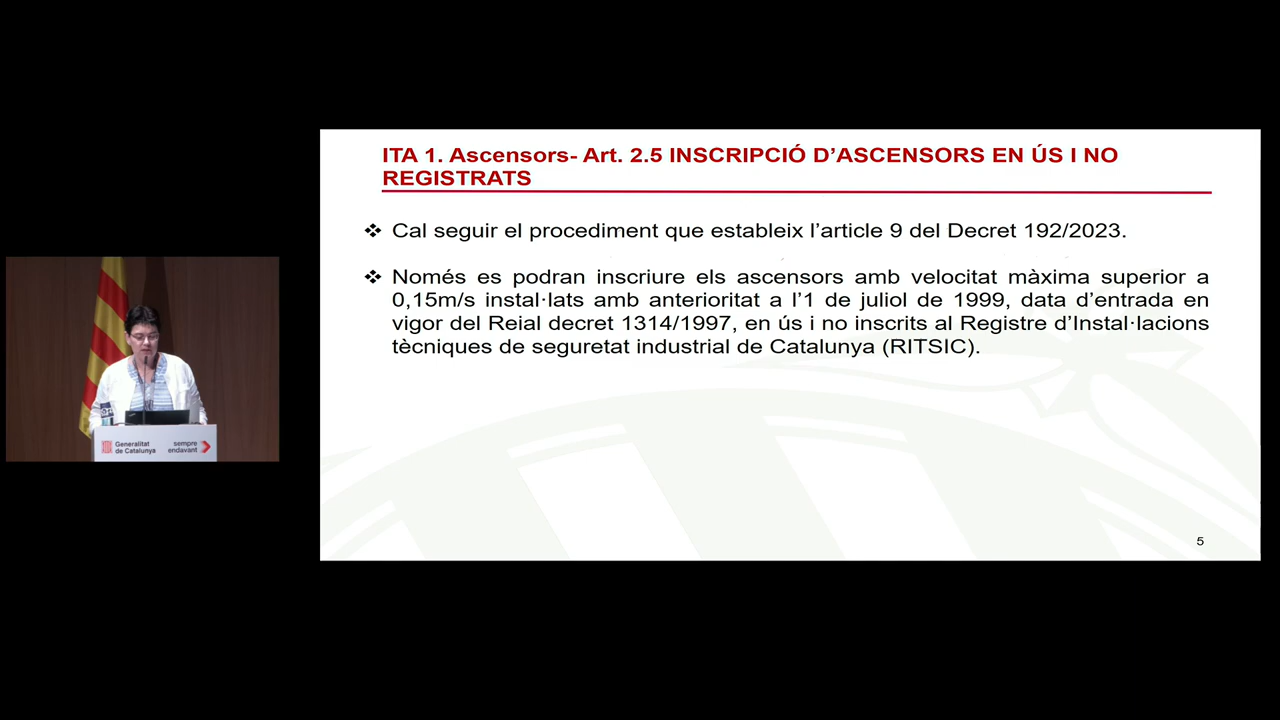 ITA 1. Ascensors- Art. 2.5 INSCRIPCIÓ D’ASCENSORS EN ÚS I NO
REGISTRATS
❖ Cal seguir el procediment que estableix l’article 9 del Decret 192/2023.
❖ Només es podran inscriure els ascensors amb velocitat màxima superior a
0,15m/s instal·lats amb anterioritat a l’1 de juliol de 1999, data d’entrada en
vigor del Reial decret 1314/1997, en ús i no inscrits al Registre d’Instal·lacions
tècniques de seguretat industrial de Catalunya (RITSIC).
5
Generalitat
de Catalunya
sempre
endavant